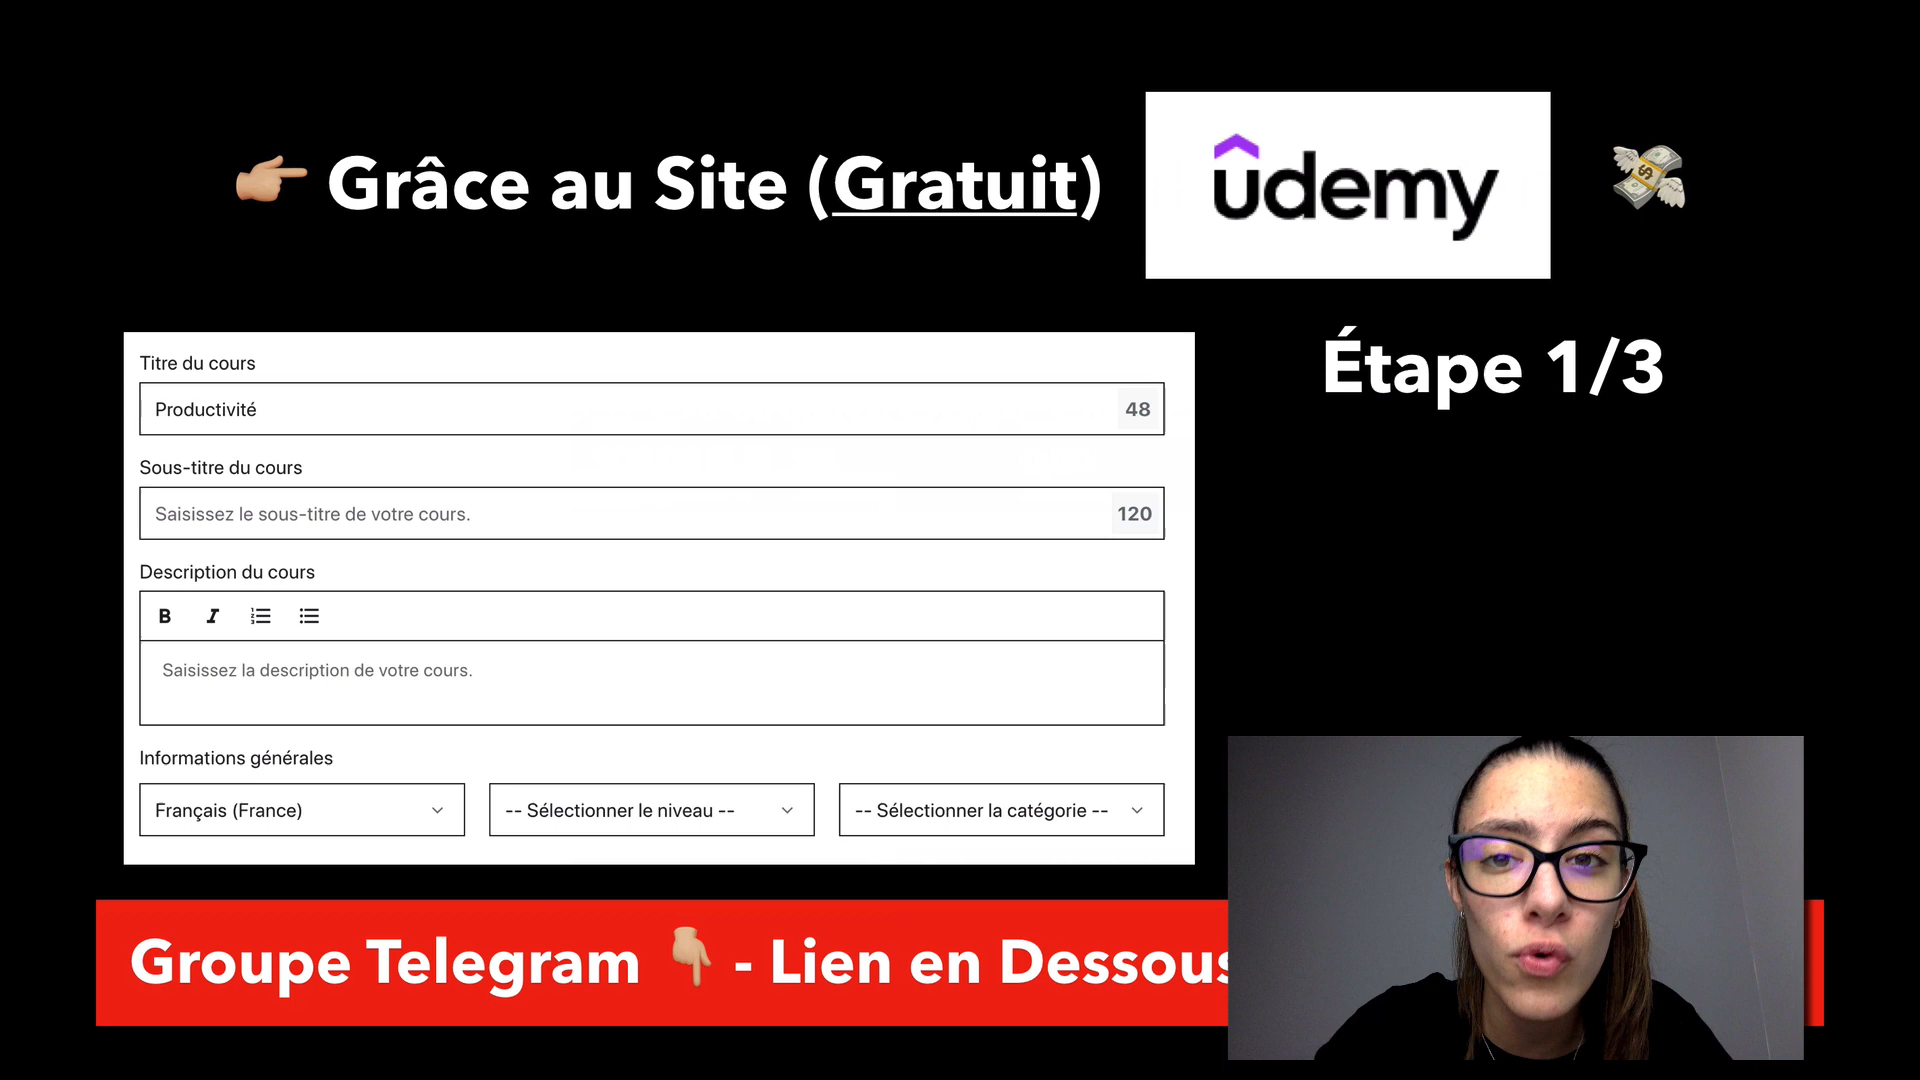 👉🏼 Grâce au Site (Gratuit)
udemy
💸
Étape 1/3
Titre du cours
Productivité
48
Sous-titre du cours
Saisissez le sous-titre de votre cours.
120
Description du cours
B I
Saisissez la description de votre cours.
Informations générales
Français (France)
-- Sélectionner le niveau --
-- Sélectionner la catégorie --
Groupe Telegram 👇🏼 - Lien en Dessous